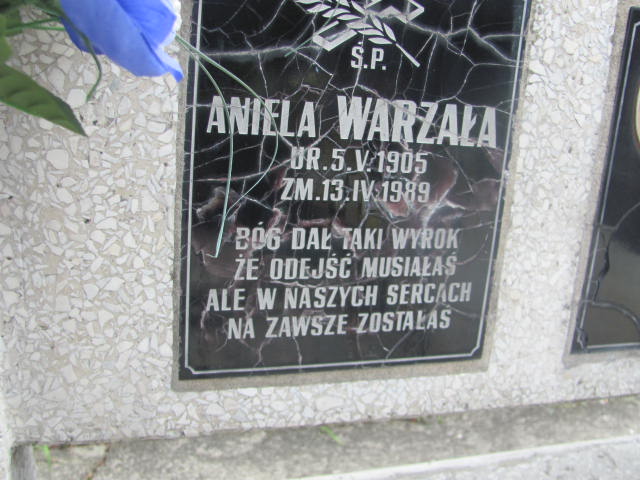 Ś.P.
ANIELA WARZAŁA
UR.5.V.1905
ZM.13.IV.1989
BÓG DAŁ TAKI WYROK
ŻE ODEJŚĆ MUSIAŁAŚ
ALE W NASZYCH SERCACH
NA ZAWSZE ZOSTAŁAŚ